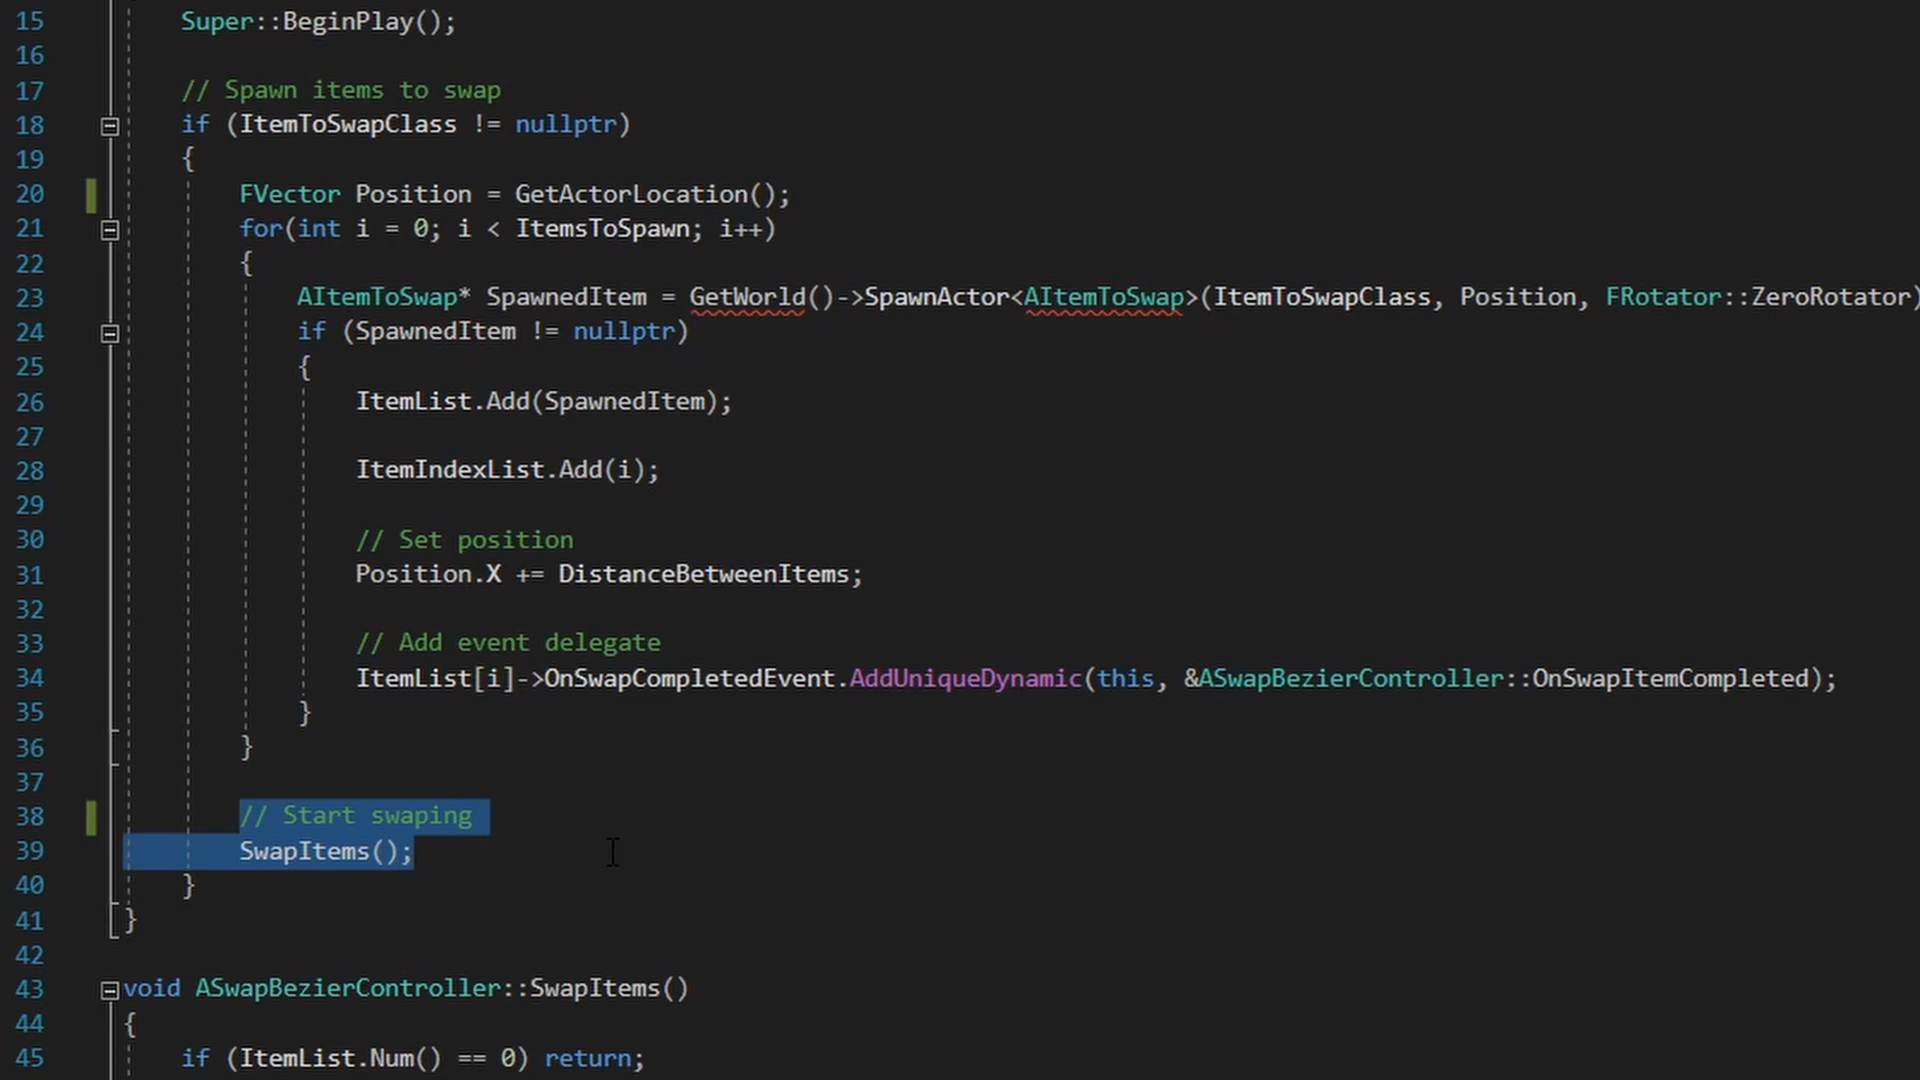 15 Super::BeginPlay();
16
17 // Spawn items to swap
18 if (ItemToSwapClass != nullptr)
19 {
20 FVector Position = GetActorLocation();
21 for(int i = 0; i < ItemsToSpawn; i++)
22 {
23 AItemToSwap* SpawnedItem = GetWorld()->SpawnActor<AItemToSwap>(ItemToSwapClass, Position, FRotator::ZeroRotator)
24 if (SpawnedItem != nullptr)
25 {
26 ItemList.Add(SpawnedItem);
27
28 ItemIndexList.Add(i);
29
30 // Set position
31 Position.X += DistanceBetweenItems;
32
33 // Add event delegate
34 ItemList[i]->OnSwapCompletedEvent.AddUniqueDynamic(this, &ASwapBezierController::OnSwapItemCompleted);
35 }
36 }
37
38 // Start swaping
39 SwapItems();
40 }
41 }
42
43 void ASwapBezierController::SwapItems()
44 {
45 if (ItemList.Num() == 0) return;